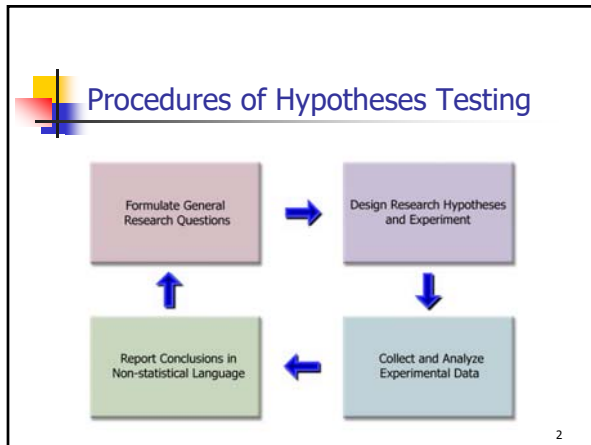 Procedures of Hypotheses Testing
Formulate General
Research Questions
Design Research Hypotheses
and Experiment
Report Conclusions in
Non-statistical Language
Collect and Analyze
Experimental Data
2